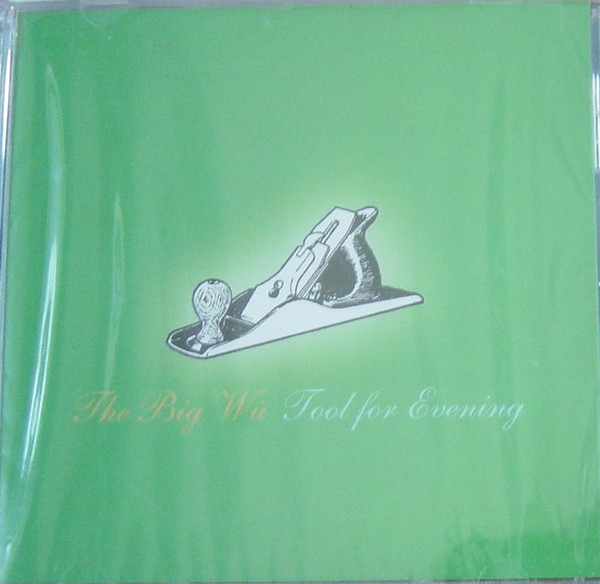 The Big Wu Tool for Evening